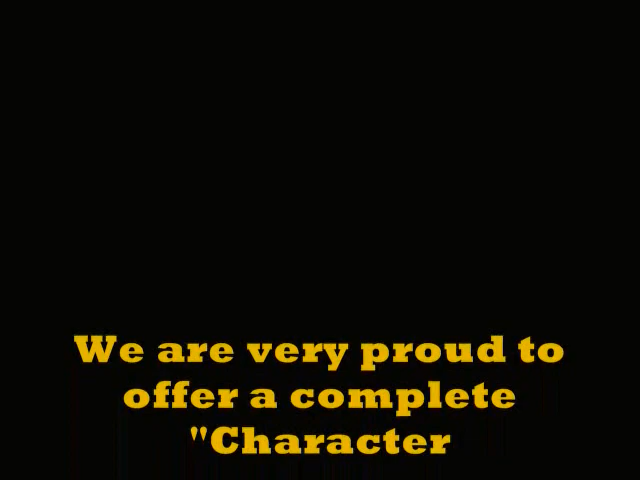 We are very proud to
offer a complete
"Character